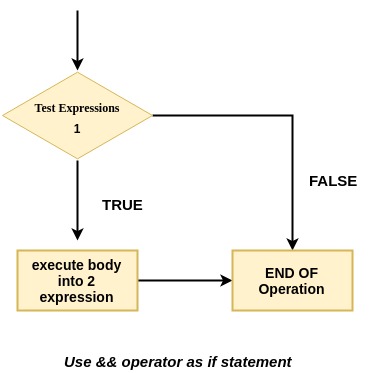 Test Expressions
1
TRUE
FALSE
execute body
into 2
expression
END OF
Operation
Use && operator as if statement